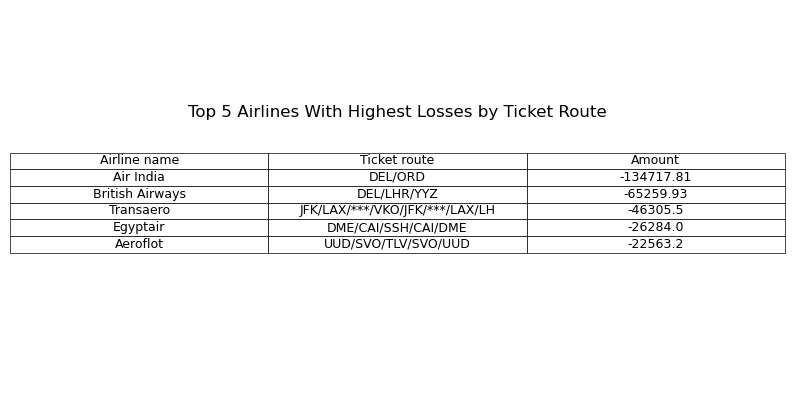 Top 5 Airlines With Highest Losses by Ticket Route
Airline name Ticket route Amount
Air India DEL/ORD -134717.81
British Airways DEL/LHR/YYZ -65259.93
Transaero JFK/LAX/***/VKO/JFK/***/LAX/LH -46305.5
Egyptair DME/CAI/SSH/CAI/DME -26284.0
Aeroflot UUD/SVO/TLV/SVO/UUD -22563.2